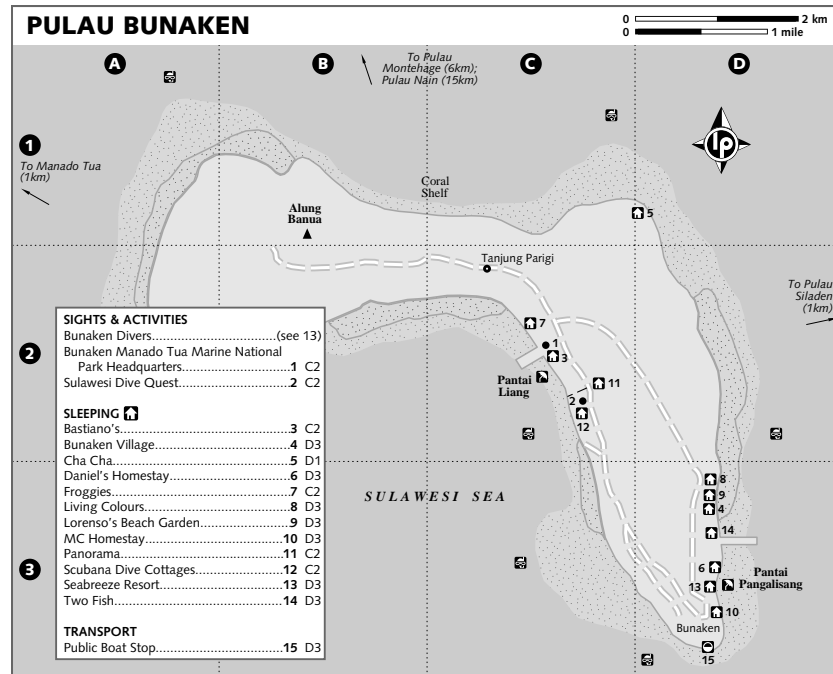 PULAU BUNAKEN
0 2 km
0 1 mile
A
B
C
D
1
2
3
To Pulau
Montehage (6km);
Pulau Nain (15km)
To Manado Tua
(1km)
lp
Coral
Shelf
Alung
Banua
5
Tanjung Parigi
To Pulau
Siladen
(1km)
7
1
3
Pantai
Liang
11
2
12
SULAWESI SEA
8
9
4
14
6
Pantai
Pangalisang
13
10
Bunaken
15
SIGHTS & ACTIVITIES
Bunaken Divers.....................(see 13)
Bunaken Manado Tua Marine National
Park Headquarters....................1 C2
Sulawesi Dive Quest.....................2 C2
SLEEPING
Bastiano's.....................3 C2
Bunaken Village.....................4 D3
Cha Cha.....................5 D1
Daniel's Homestay.....................6 D3
Froggies.....................7 C2
Living Colours.....................8 D3
Lorenso's Beach Garden.....................9 D3
MC Homestay.....................10 D3
Panorama.....................11 C2
Scubana Dive Cottages.....................12 C2
Seabreeze Resort.....................13 D3
Two Fish.....................14 D3
TRANSPORT
Public Boat Stop.....................15 D3